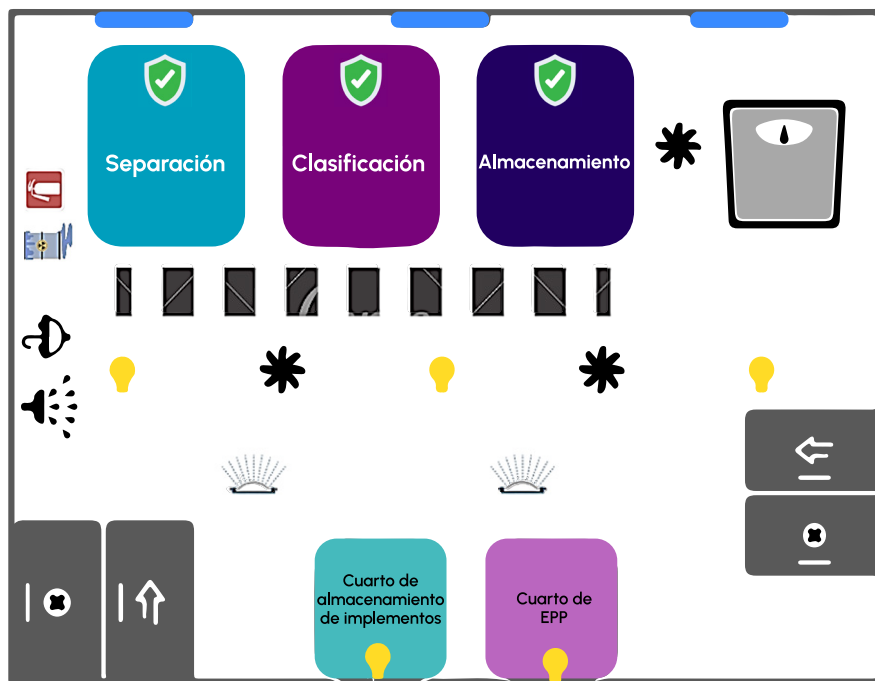 Separación
Clasificación
Almacenamiento
Cuarto de
almacenamiento
de implementos
Cuarto de
EPP